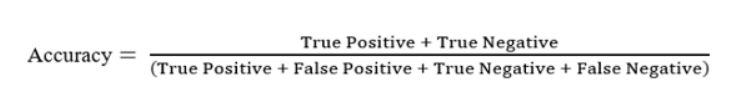 Accuracy = True Positive + True Negative
(True Positive + False Positive + True Negative + False Negative)